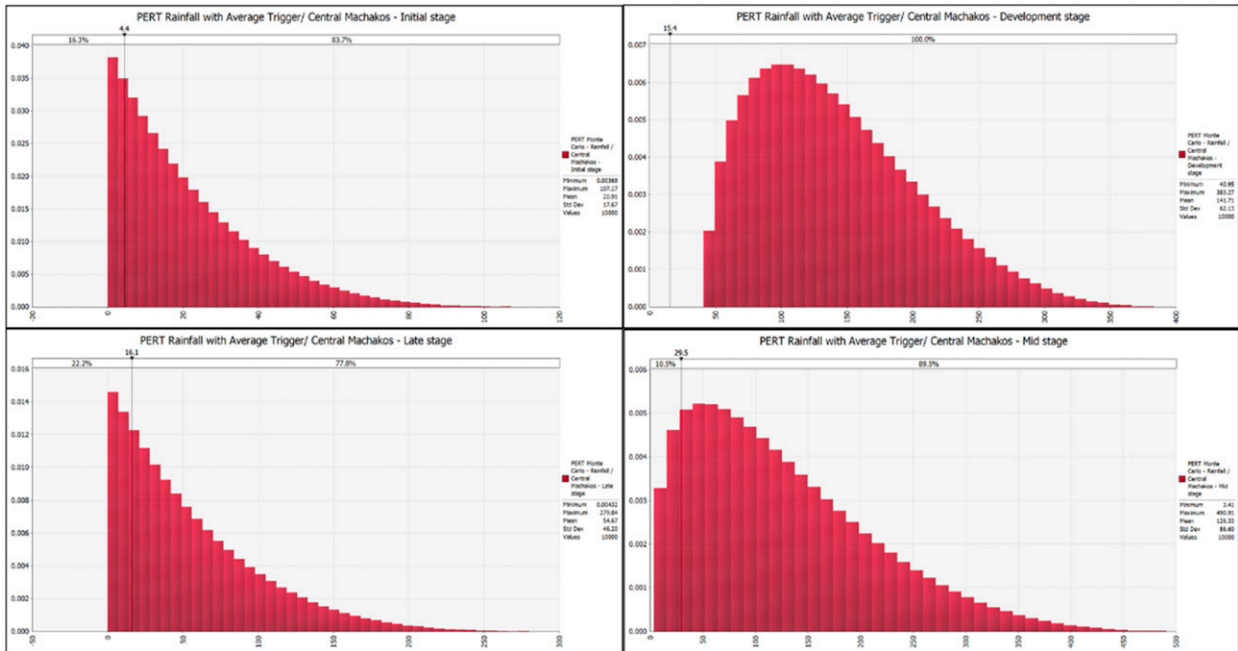 PERT Rainfall with Average Trigger/ Central Machakos - Initial stage
4.4
16.3% 83.7%
0.040
0.035
0.030
0.025
0.020
0.015
0.010
0.005
0.000
-20 0 20 40 60 80 100 120
PERT Monte
Carlo - Rainfall /
Central
Machakos -
Initial stage
Minimum 0.00368
Maximum 107.17
Mean 20.91
Std Dev 17.67
Values 10000
PERT Rainfall with Average Trigger/ Central Machakos - Development stage
15.4
100.0%
0.007
0.006
0.005
0.004
0.003
0.002
0.001
0.000
0 50 100 150 200 250 300 350 400
PERT Monte
Carlo - Rainfall /
Central
Machakos -
Development
stage
Minimum 40.98
Maximum 383.27
Mean 141.71
Std Dev 62.13
Values 10000
PERT Rainfall with Average Trigger/ Central Machakos - Late stage
16.1
22.2% 77.8%
0.016
0.014
0.012
0.010
0.008
0.006
0.004
0.002
0.000
-50 0 50 100 150 200 250 300
PERT Monte
Carlo - Rainfall /
Central
Machakos - Late
stage
Minimum 0.00432
Maximum 279.84
Mean 54.67
Std Dev 46.20
Values 10000
PERT Rainfall with Average Trigger/ Central Machakos - Mid stage
29.5
10.5% 89.5%
0.006
0.005
0.004
0.003
0.002
0.001
0.000
0 50 100 150 200 250 300 350 400 450 500
PERT Monte
Carlo - Rainfall /
Central
Machakos - Mid
stage
Minimum 3.41
Maximum 490.91
Mean 126.33
Std Dev 86.60
Values 10000